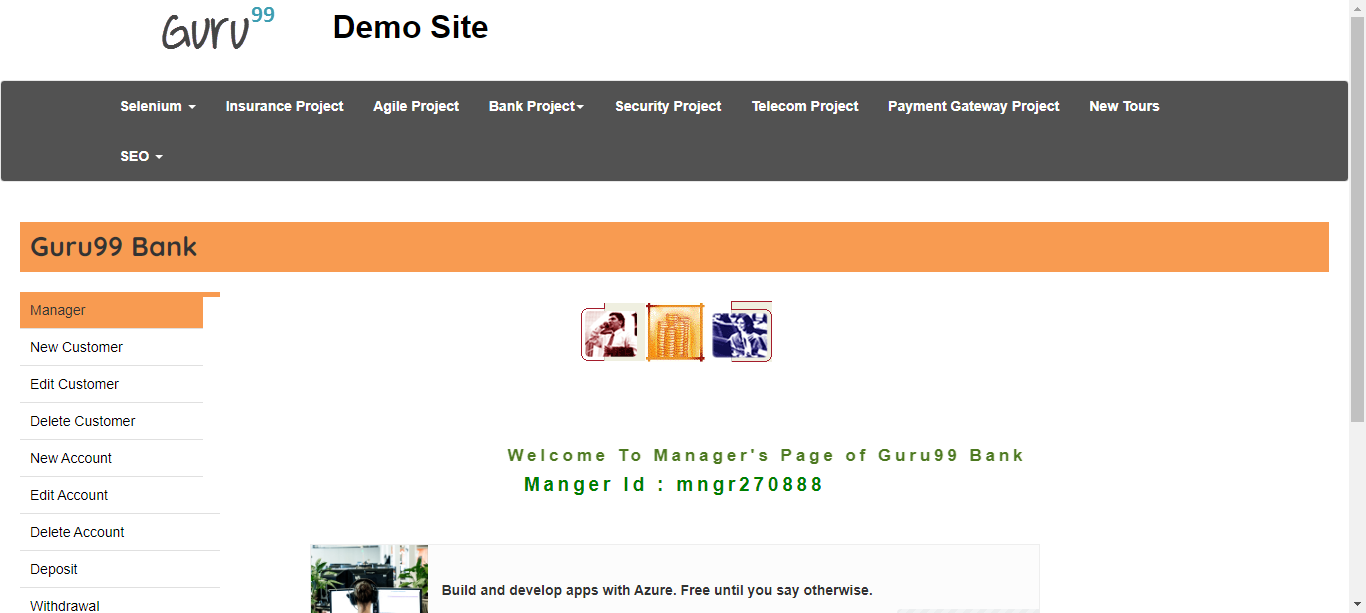 Guru99
Demo Site
Selenium Insurance Project Agile Project Bank Project Security Project Telecom Project Payment Gateway Project New Tours
SEO
Guru99 Bank
Manager
New Customer
Edit Customer
Delete Customer
New Account
Edit Account
Delete Account
Deposit
Withdrawal
Welcome To Manager's Page of Guru99 Bank
Manger Id : mngr270888
Build and develop apps with Azure. Free until you say otherwise.